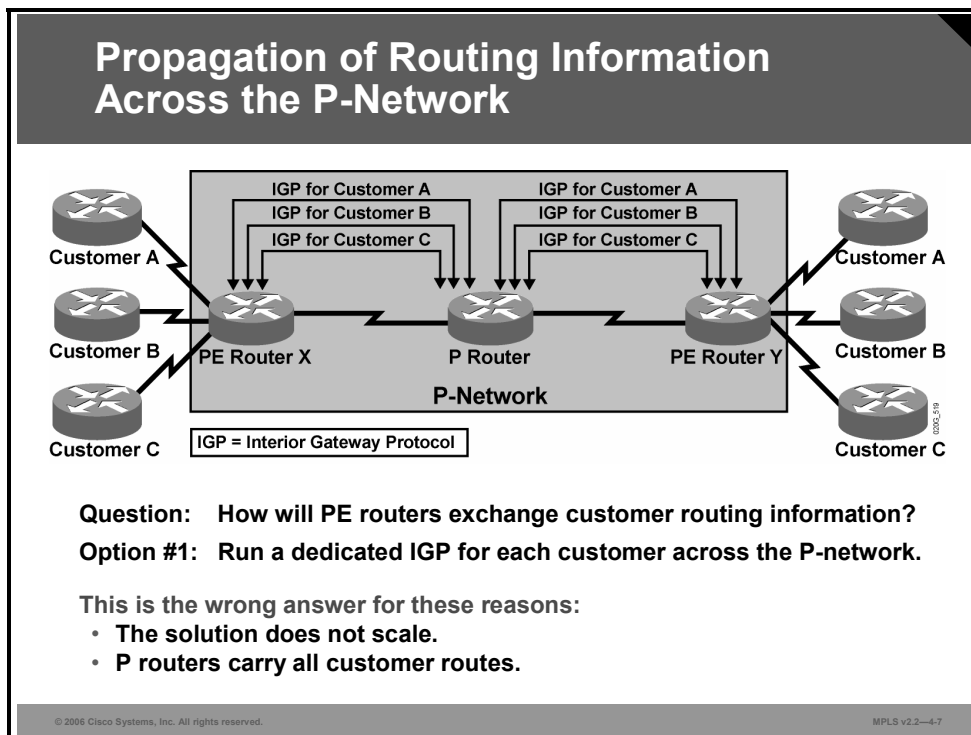 Propagation of Routing Information
Across the P-Network
IGP for Customer A
IGP for Customer B
IGP for Customer C
IGP for Customer A
IGP for Customer B
IGP for Customer C
Customer A
Customer B
Customer C
PE Router X
P Router
PE Router Y
Customer A
Customer B
Customer C
P-Network
IGP = Interior Gateway Protocol
020G_519
Question: How will PE routers exchange customer routing information?
Option #1: Run a dedicated IGP for each customer across the P-network.
This is the wrong answer for these reasons:
• The solution does not scale.
• P routers carry all customer routes.
© 2006 Cisco Systems, Inc. All rights reserved.
MPLS v2.2—4-7